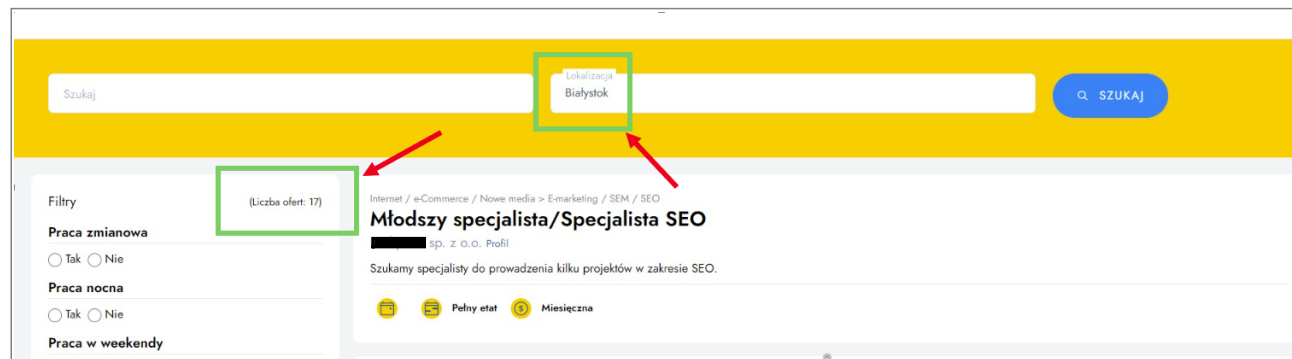 Lokalizacja
Szukaj
Białystok
SZUKAJ
Filtry
(Liczba ofert: 17)
Praca zmianowa
Tak
Nie
Praca nocna
Tak
Nie
Praca w weekendy
Internet / e-Commerce / Nowe media > E-marketing / SEM / SEO
Młodszy specjalista/Specjalista SEO
sp. z o.o. Profil
Szukamy specjalisty do prowadzenia kilku projektów w zakresie SEO.
Pełny etat
Miesięczna